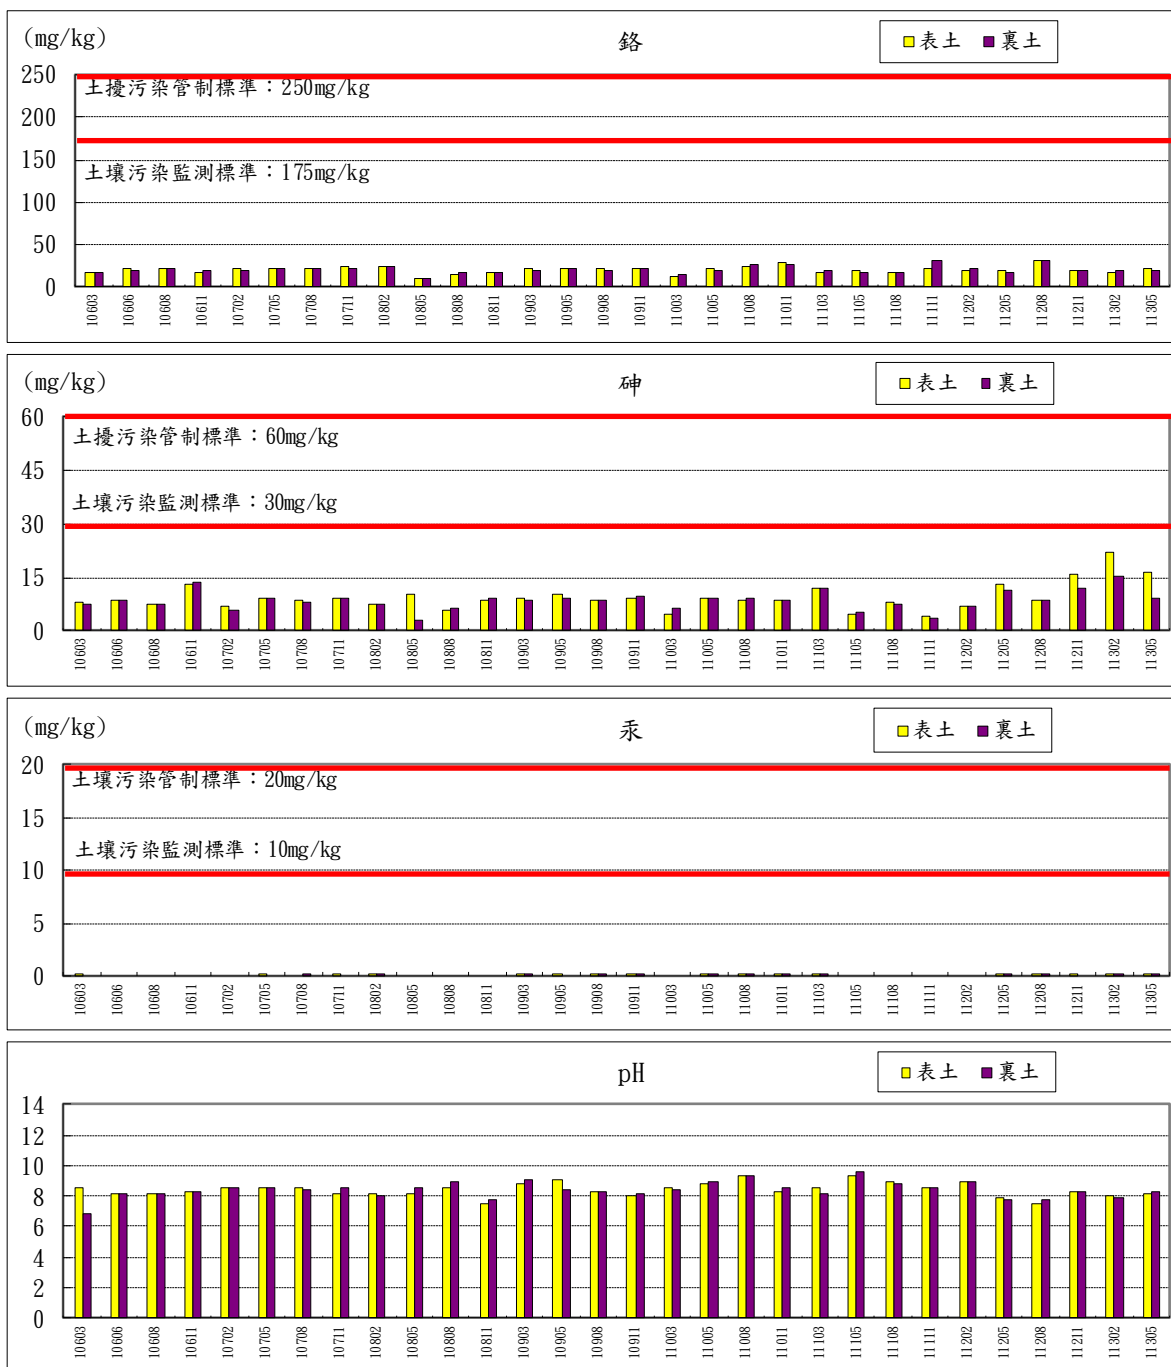 (mg/kg)
鉻
表土 裏土
250
200
150
100
50
0
土擾污染管制標準：250mg/kg
土壤污染監測標準：175mg/kg
10603 10606 10608 10611 10702 10705 10708 10711 10802 10805 10808 10811 10903 10905 10908 10911 11003 11005 11008 11011 11103 11105 11108 11111 11202 11205 11208 11211 11302 11305
(mg/kg)
砷
表土 裏土
60
45
30
15
0
土擾污染管制標準：60mg/kg
土壤污染監測標準：30mg/kg
10603 10606 10608 10611 10702 10705 10708 10711 10802 10805 10808 10811 10903 10905 10908 10911 11003 11005 11008 11011 11103 11105 11108 11111 11202 11205 11208 11211 11302 11305
(mg/kg)
汞
表土 裏土
20
15
10
5
0
土壤污染管制標準：20mg/kg
土壤污染監測標準：10mg/kg
10603 10606 10608 10611 10702 10705 10708 10711 10802 10805 10808 10811 10903 10905 10908 10911 11003 11005 11008 11011 11103 11105 11108 11111 11202 11205 11208 11211 11302 11305
pH
表土 裏土
14
12
10
8
6
4
2
0
10603 10606 10608 10611 10702 10705 10708 10711 10802 10805 10808 10811 10903 10905 10908 10911 11003 11005 11008 11011 11103 11105 11108 11111 11202 11205 11208 11211 11302 11305